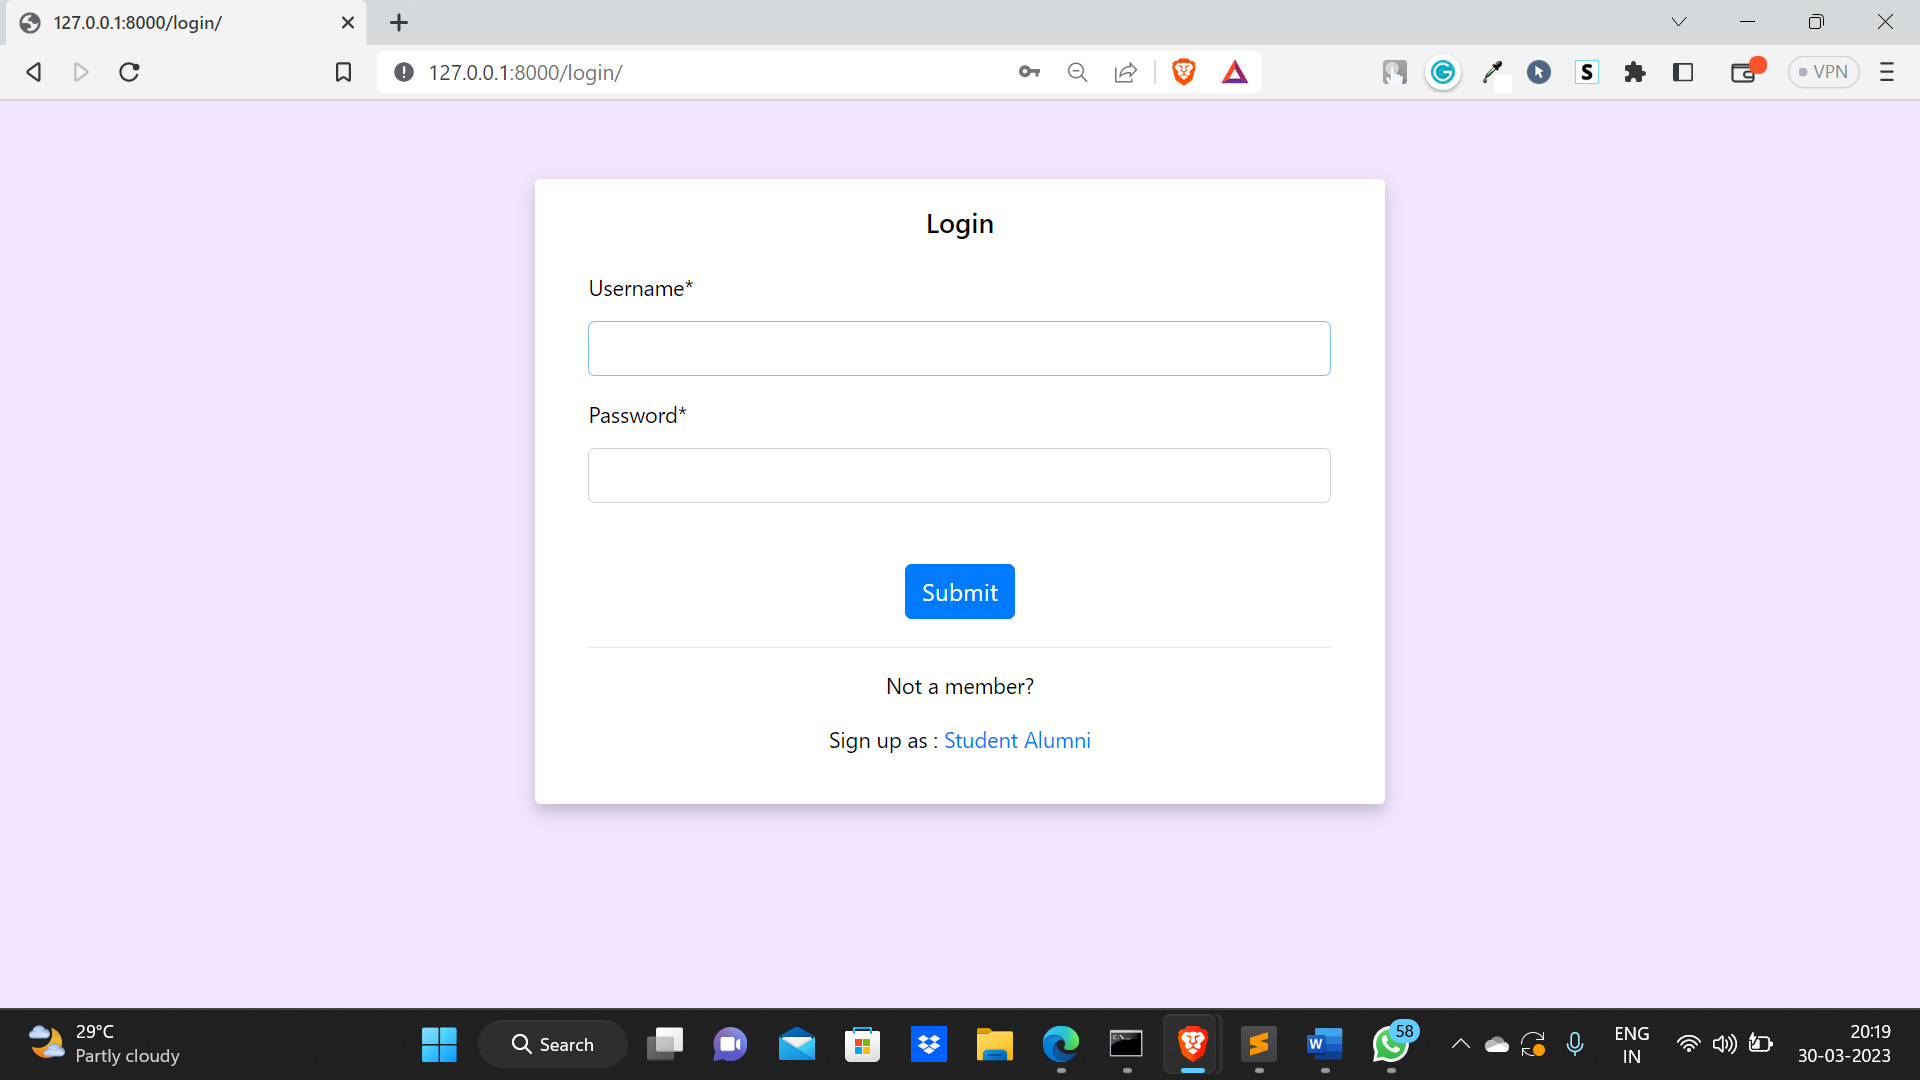 127.0.0.1:8000/login/
127.0.0.1:8000/login/
S
VPN
Login
Username*
Password*
Submit
Not a member?
Sign up as : Student Alumni
29°C
Partly cloudy
Search
C:\_
W
58
ENG
IN
20:19
30-03-2023